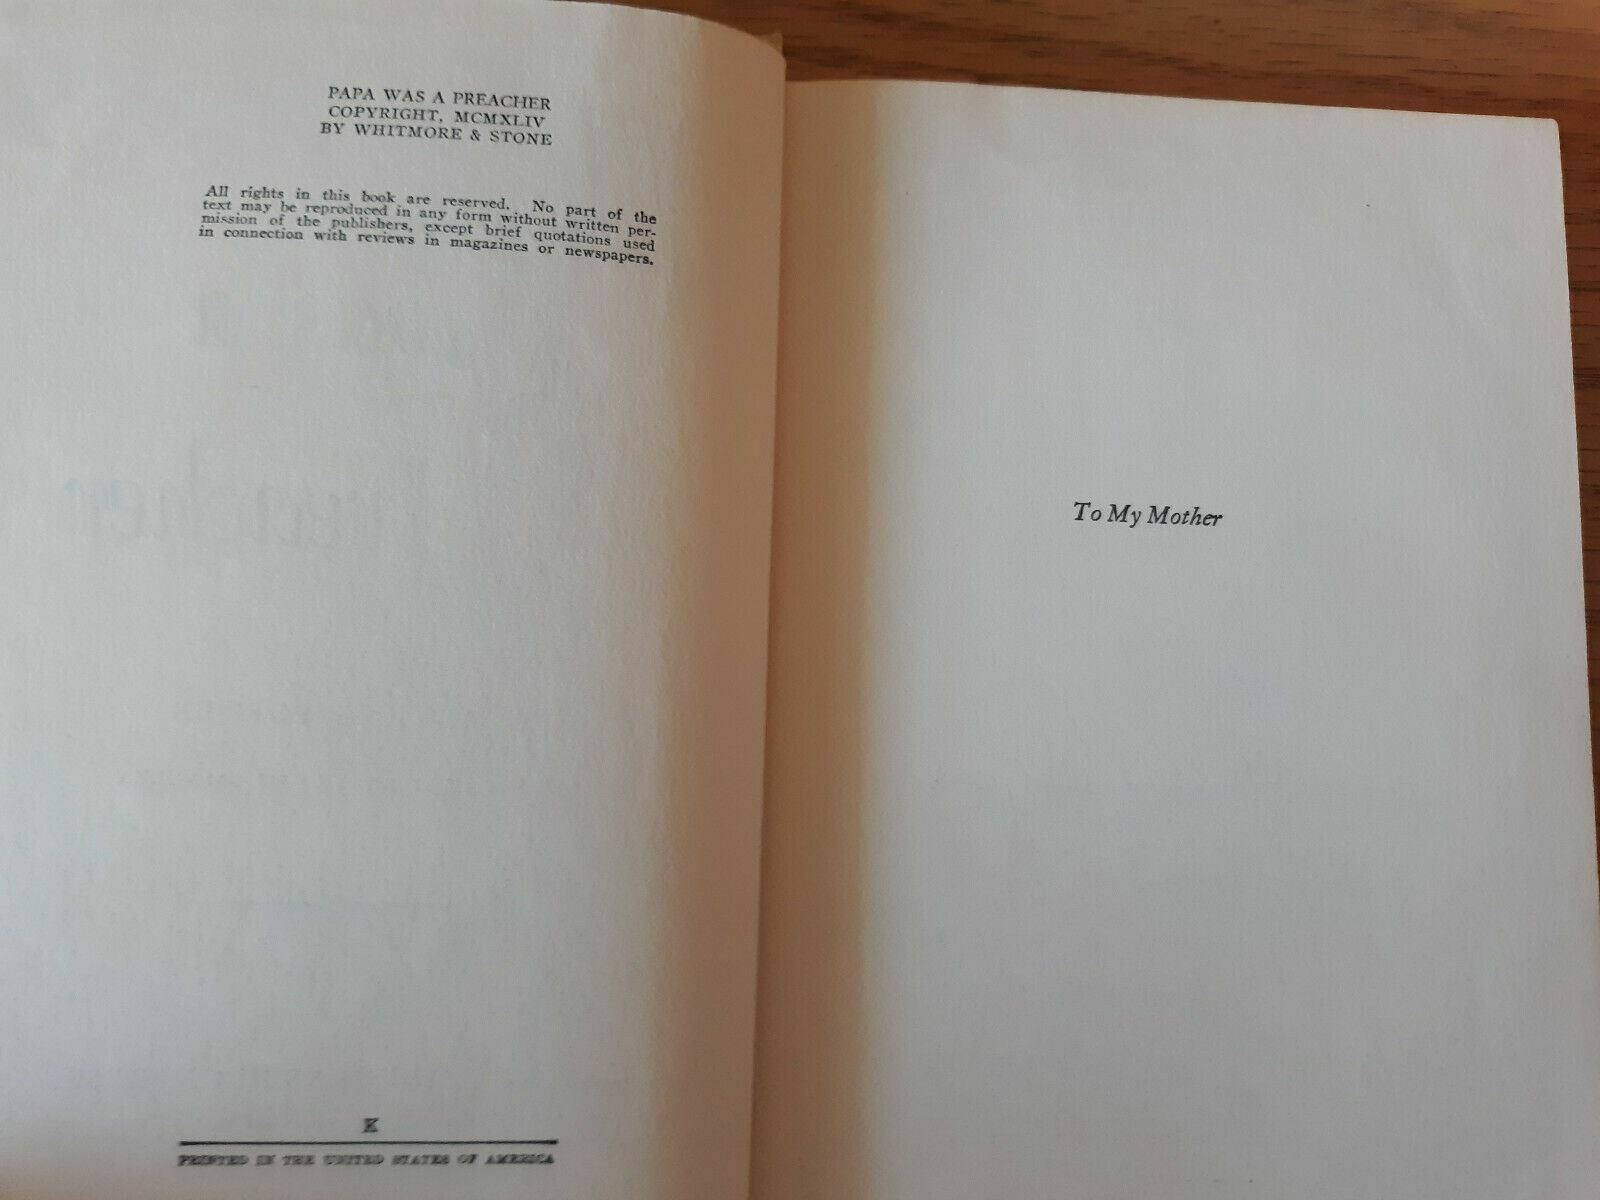 PAPA WAS A PREACHER
COPYRIGHT, MCMXLIV
BY WHITMORE & STONE
All rights in this book are reserved. No part of the
text may be reproduced in any form without written per-
mission of the publishers, except brief quotations used
in connection with reviews in magazines or newspapers.
K
PRINTED IN THE UNITED STATES OF AMERICA
To My Mother